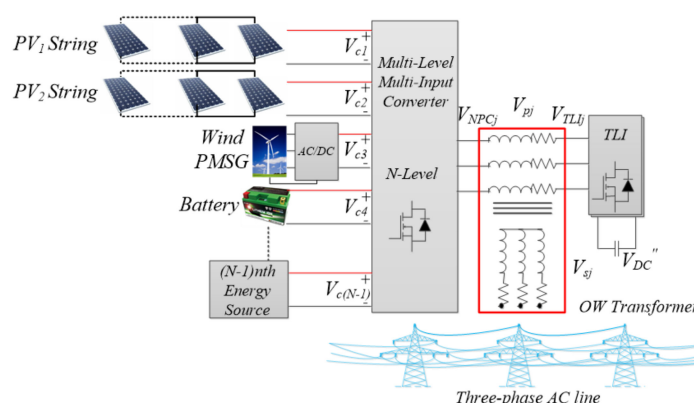 PV1 String
PV2 String
Wind
PMSG
AC/DC
Battery
(N-1)nth
Energy
Source
+
Vc1
-
+
Vc2
-
+
Vc3
-
+
Vc4
-
+
Vc(N-1)
-
Multi-Level
Multi-Input
Converter
N-Level
VNPCj
Vpj
VTLIj
TLI
VDC"
Vsj
OW Transformer
Three-phase AC line